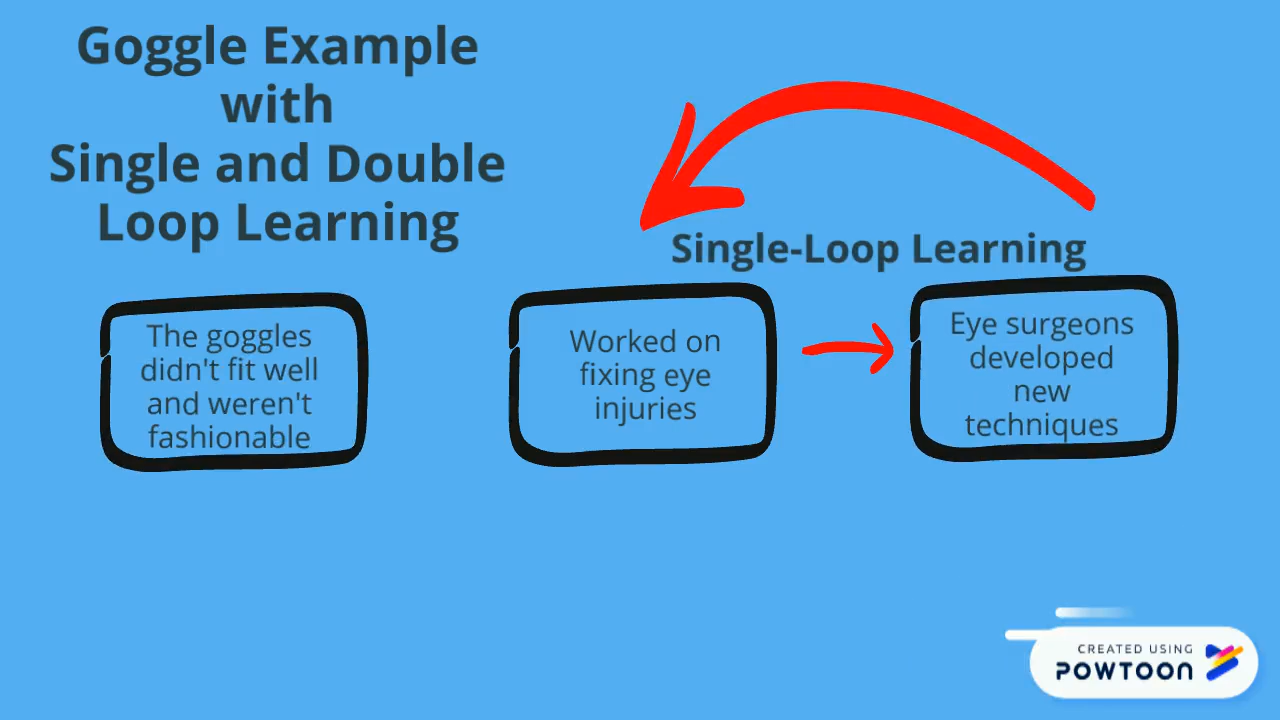 Goggle Example
with
Single and Double
Loop Learning
Single-Loop Learning
The goggles
didn't fit well
and weren't
fashionable
Worked on
fixing eye
injuries
Eye surgeons
developed
new
techniques
CREATED USING
POWTOON